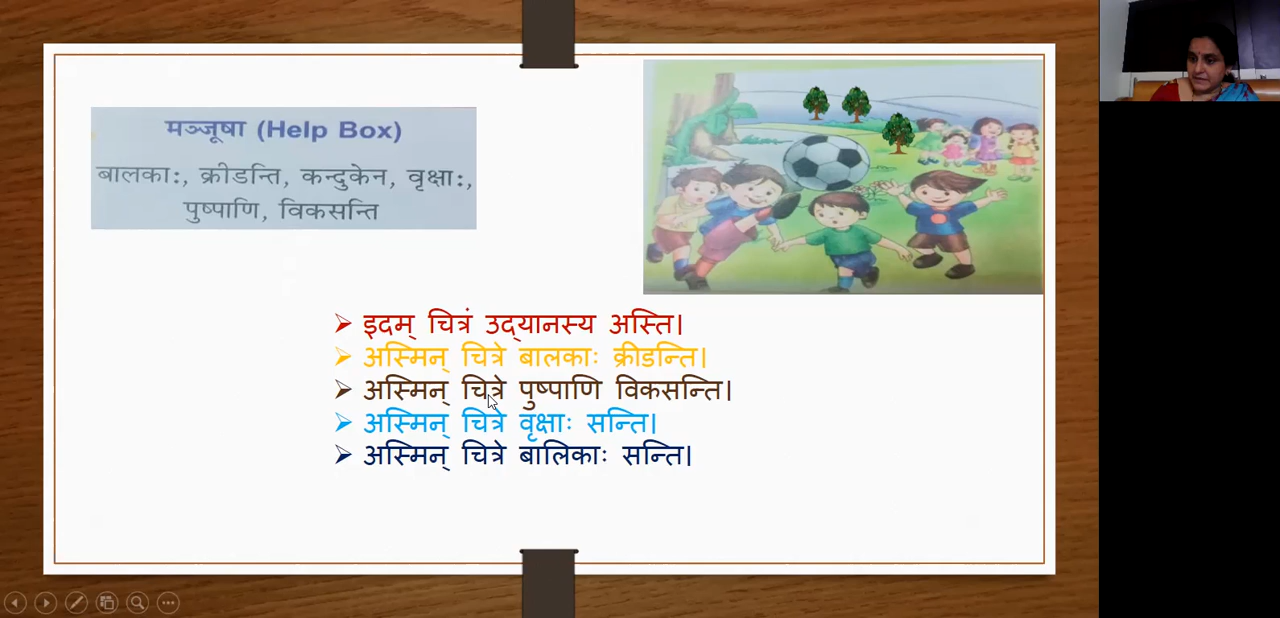 मञ्जूषा (Help Box)
बालकाः, क्रीडन्ति, कन्दुकेन, वृक्षाः,
पुष्पाणि, विकसन्ति
इदम् चित्रं उद्यानस्य अस्ति।
अस्मिन् चित्रे बालकाः क्रीडन्ति।
अस्मिन् चित्रे पुष्पाणि विकसन्ति।
अस्मिन् चित्रे वृक्षाः सन्ति।
अस्मिन् चित्रे बालिकाः सन्ति।